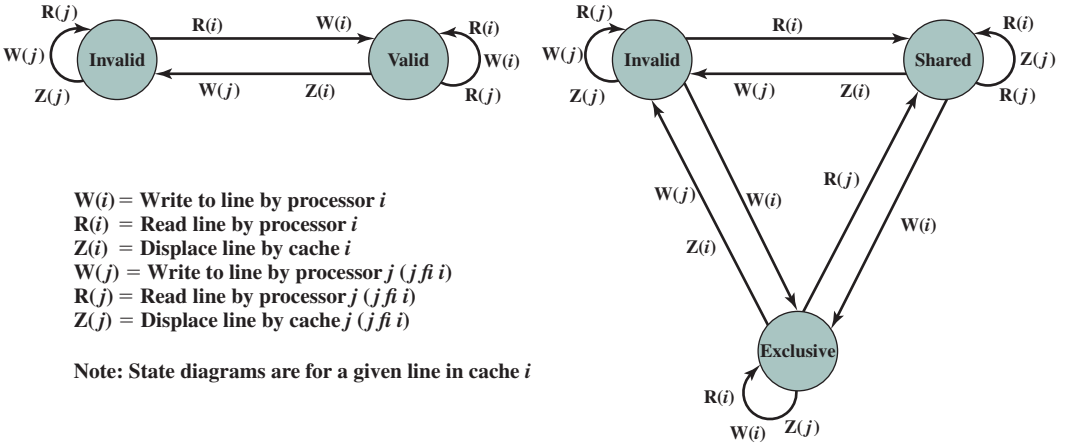 R(j)
R(i)
W(i)
R(i)
W(j)
Invalid
Valid
W(i)
Z(j)
W(j)
Z(i)
R(j)
R(j)
R(i)
R(i)
W(j)
Invalid
Shared
Z(j)
Z(j)
W(j)
Z(i)
R(j)
W(j)
W(i)
R(j)
W(i)
Z(i)
Exclusive
R(i)
W(i)
Z(j)
W(i) = Write to line by processor i
R(i) = Read line by processor i
Z(i) = Displace line by cache i
W(j) = Write to line by processor j (j fi i)
R(j) = Read line by processor j (j fi i)
Z(j) = Displace line by cache j (j fi i)
Note: State diagrams are for a given line in cache i